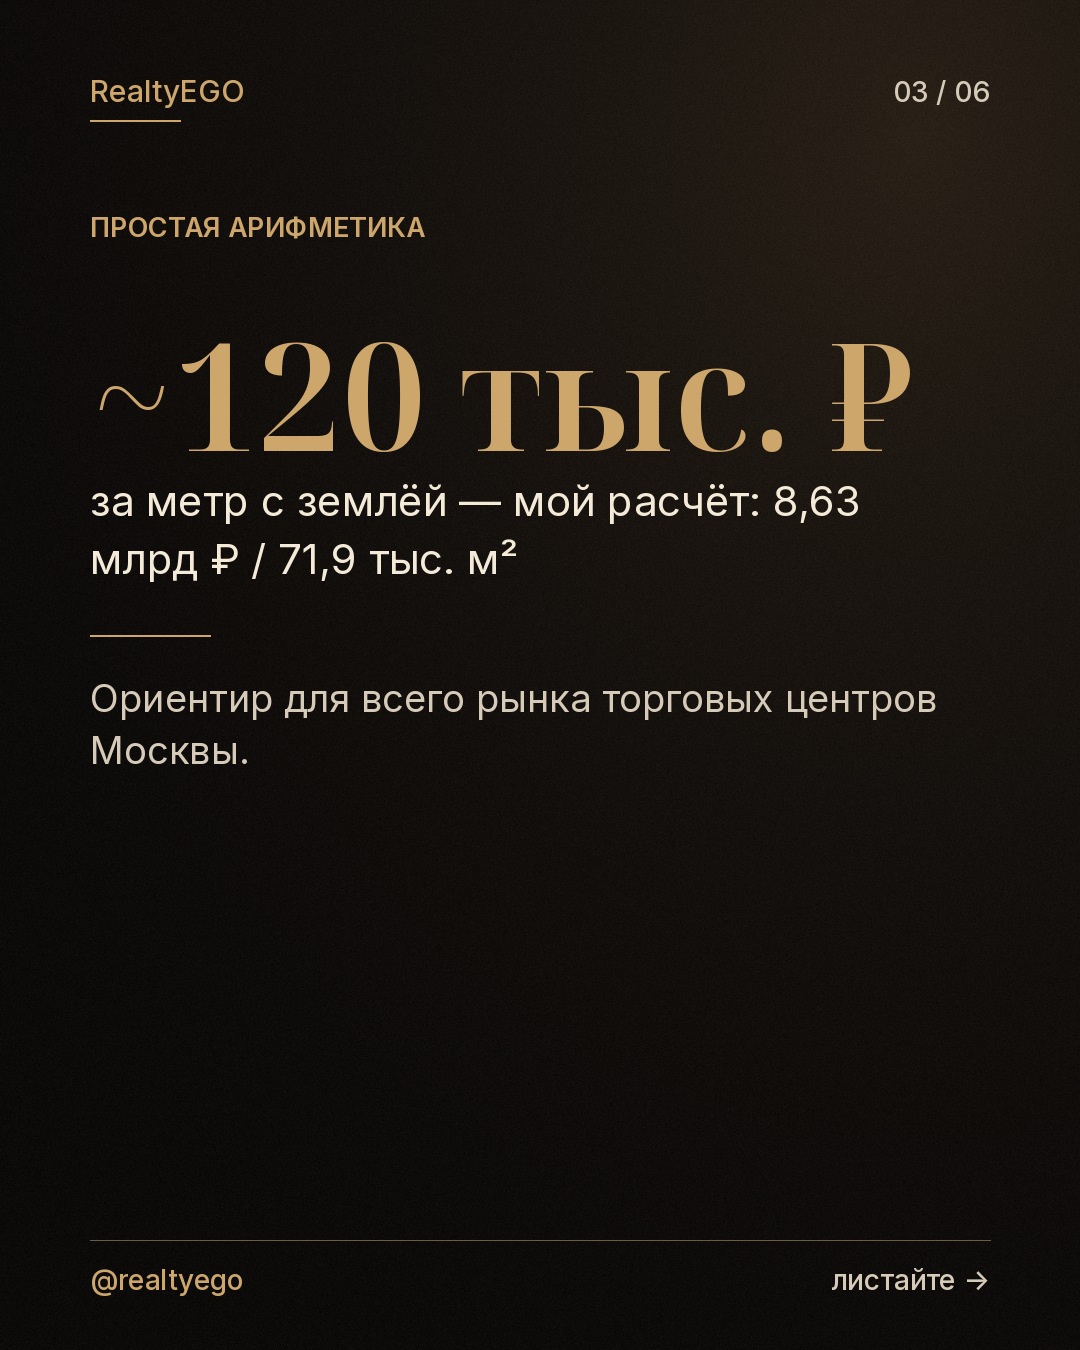 RealtyEGO
03 / 06
ПРОСТАЯ АРИФМЕТИКА
~120 тыс. ₽
за метр с землёй — мой расчёт: 8,63
млрд ₽ / 71,9 тыс. м²
Ориентир для всего рынка торговых центров
Москвы.
@realtyego
листайте →